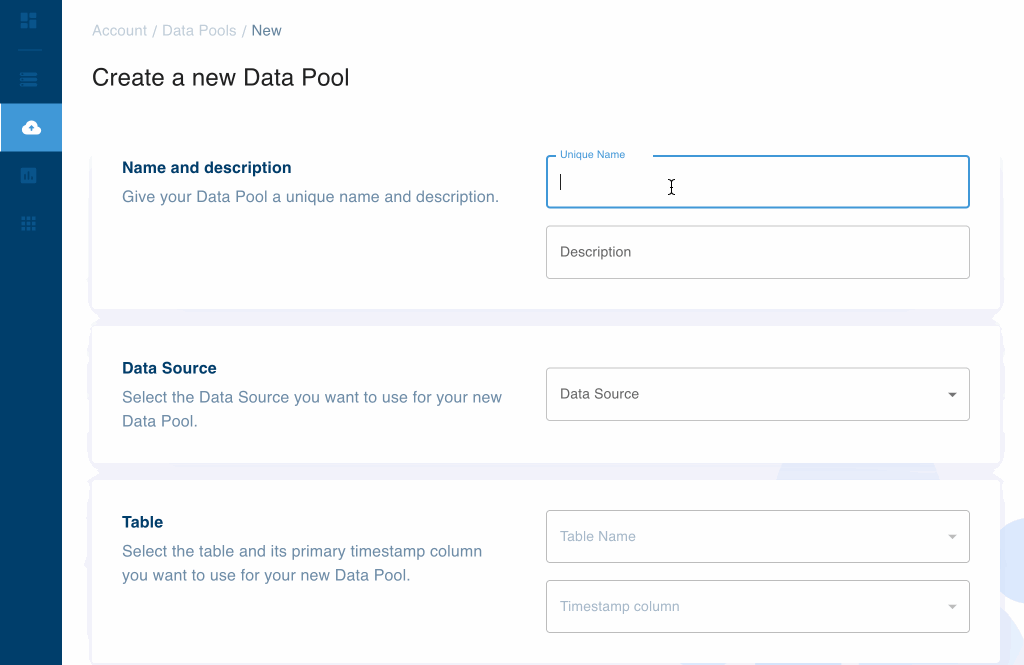 Account / Data Pools / New
Create a new Data Pool
Name and description
Give your Data Pool a unique name and description.
Unique Name
Description
Data Source
Select the Data Source you want to use for your new
Data Pool.
Data Source
Table
Select the table and its primary timestamp column
you want to use for your new Data Pool.
Table Name
Timestamp column